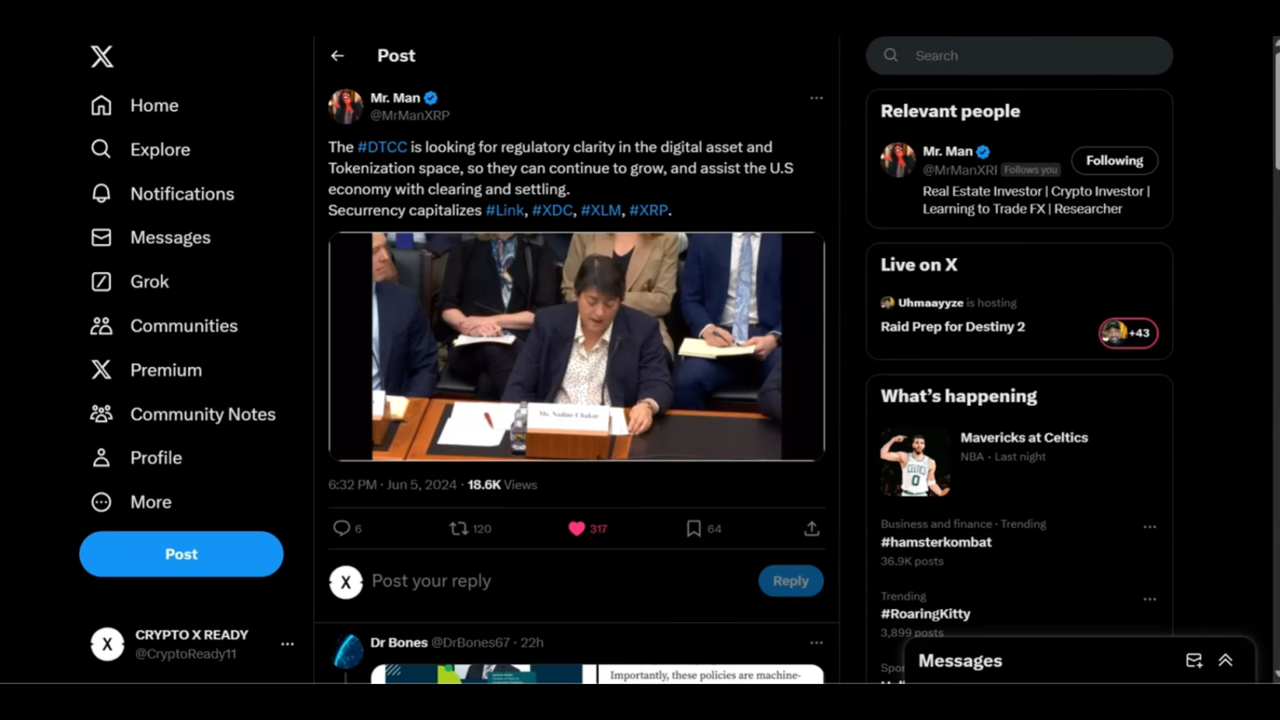 Home
Explore
Notifications
Messages
Grok
Communities
Premium
Community Notes
Profile
More
Post
CRYPTO X READY
@CryptoReady11
Post
Mr. Man
@MrManXRP
The #DTCC is looking for regulatory clarity in the digital asset and
Tokenization space, so they can continue to grow, and assist the U.S
economy with clearing and settling.
Securrency capitalizes #Link, #XDC, #XLM, #XRP.
Ms. Nadine Chakar
6:32 PM · Jun 5, 2024 · 18.6K Views
6
120
317
64
Post your reply
Reply
Dr Bones @DrBones67 · 22h
Importantly, these policies are machine-
Search
Relevant people
Mr. Man
@MrManXRI Follows you
Following
Real Estate Investor | Crypto Investor |
Learning to Trade FX | Researcher
Live on X
Uhmaayyze is hosting
Raid Prep for Destiny 2
+43
What's happening
Mavericks at Celtics
NBA · Last night
Business and finance · Trending
#hamsterkombat
36.9K posts
Trending
#RoaringKitty
3,899 posts
Messages